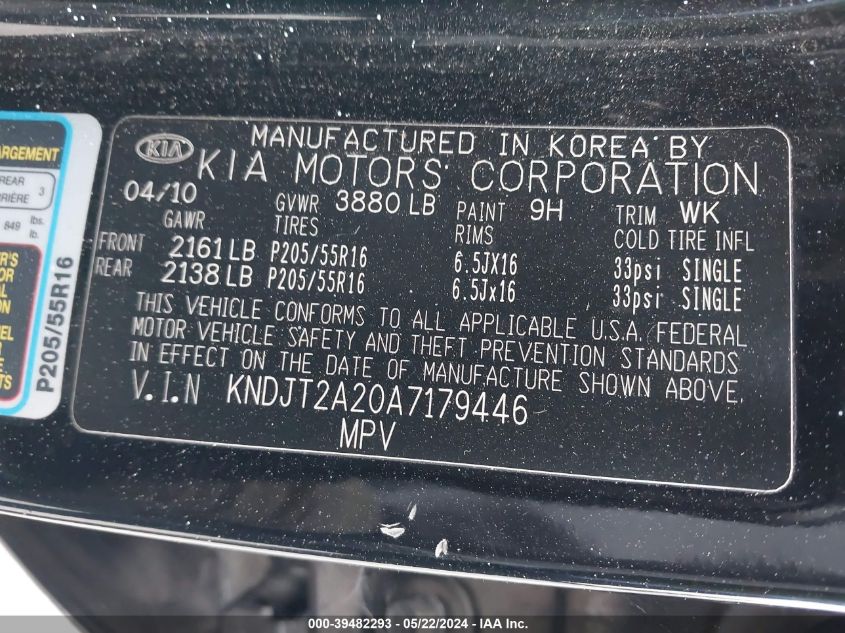 ARGEMENT
REAR
3
RIÈRE
849 lbs.
lb.
P205/55R16
MANUFACTURED IN KOREA BY
KIA KIA MOTORS CORPORATION
04/10 GVWR 3880 LB PAINT 9H TRIM WK
GAWR TIRES RIMS COLD TIRE INFL
FRONT 2161 LB P205/55R16 6.5JX16 33psi SINGLE
REAR 2138 LB P205/55R16 6.5Jx16 33psi SINGLE
THIS VEHICLE CONFORMS TO ALL APPLICABLE U.S.A. FEDERAL
MOTOR VEHICLE SAFETY AND THEFT PREVENTION STANDARDS
IN EFFECT ON THE DATE OF MANUFACTURE SHOWN ABOVE.
V.I.N KNDJT2A20A7179446
MPV
000-39482293 - 05/22/2024 - IAA, Inc.